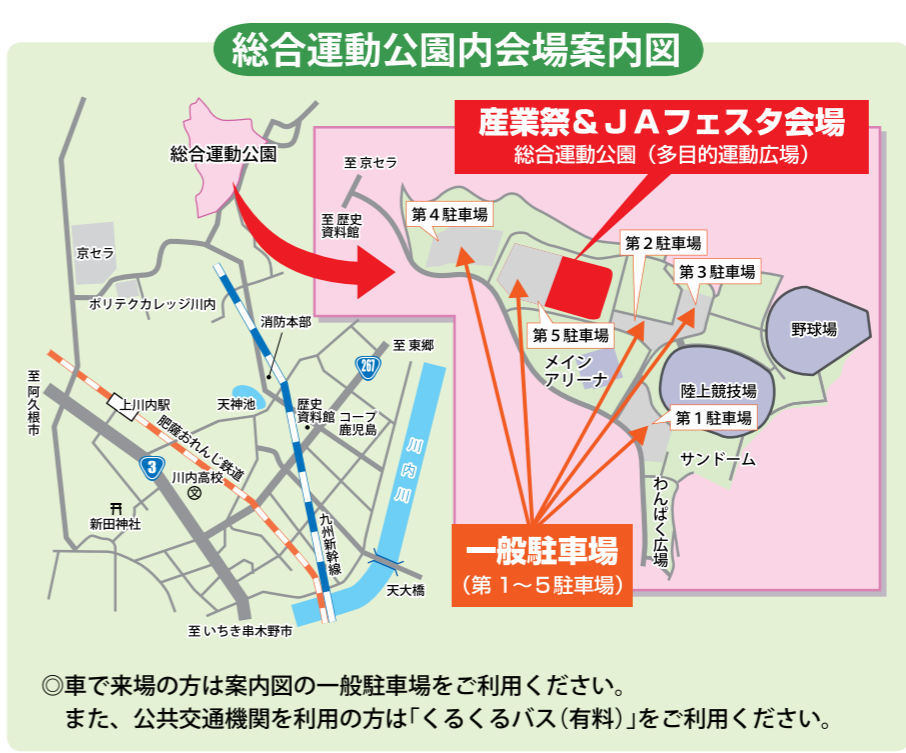 総合運動公園内会場案内図
産業祭&JAフェスタ会場
総合運動公園（多目的運動広場）
総合運動公園
至 京セラ
至 歴史
資料館
第4駐車場
第2駐車場
第3駐車場
第5駐車場
メイン
アリーナ
野球場
陸上競技場
第1駐車場
サンドーム
わんぱく広場
一般駐車場
（第1～5駐車場）
京セラ
ポリテクカレッジ川内
消防本部
至 東郷
267
至 阿久根市
上川内駅
天神池
歴史
資料館
コープ
鹿児島
肥薩おれんじ鉄道
3
川内高校
文
新田神社
川内川
九州新幹線
天大橋
至 いちき串木野市
◎車で来場の方は案内図の一般駐車場をご利用ください。
また、公共交通機関を利用の方は「くるくるバス（有料）」をご利用ください。